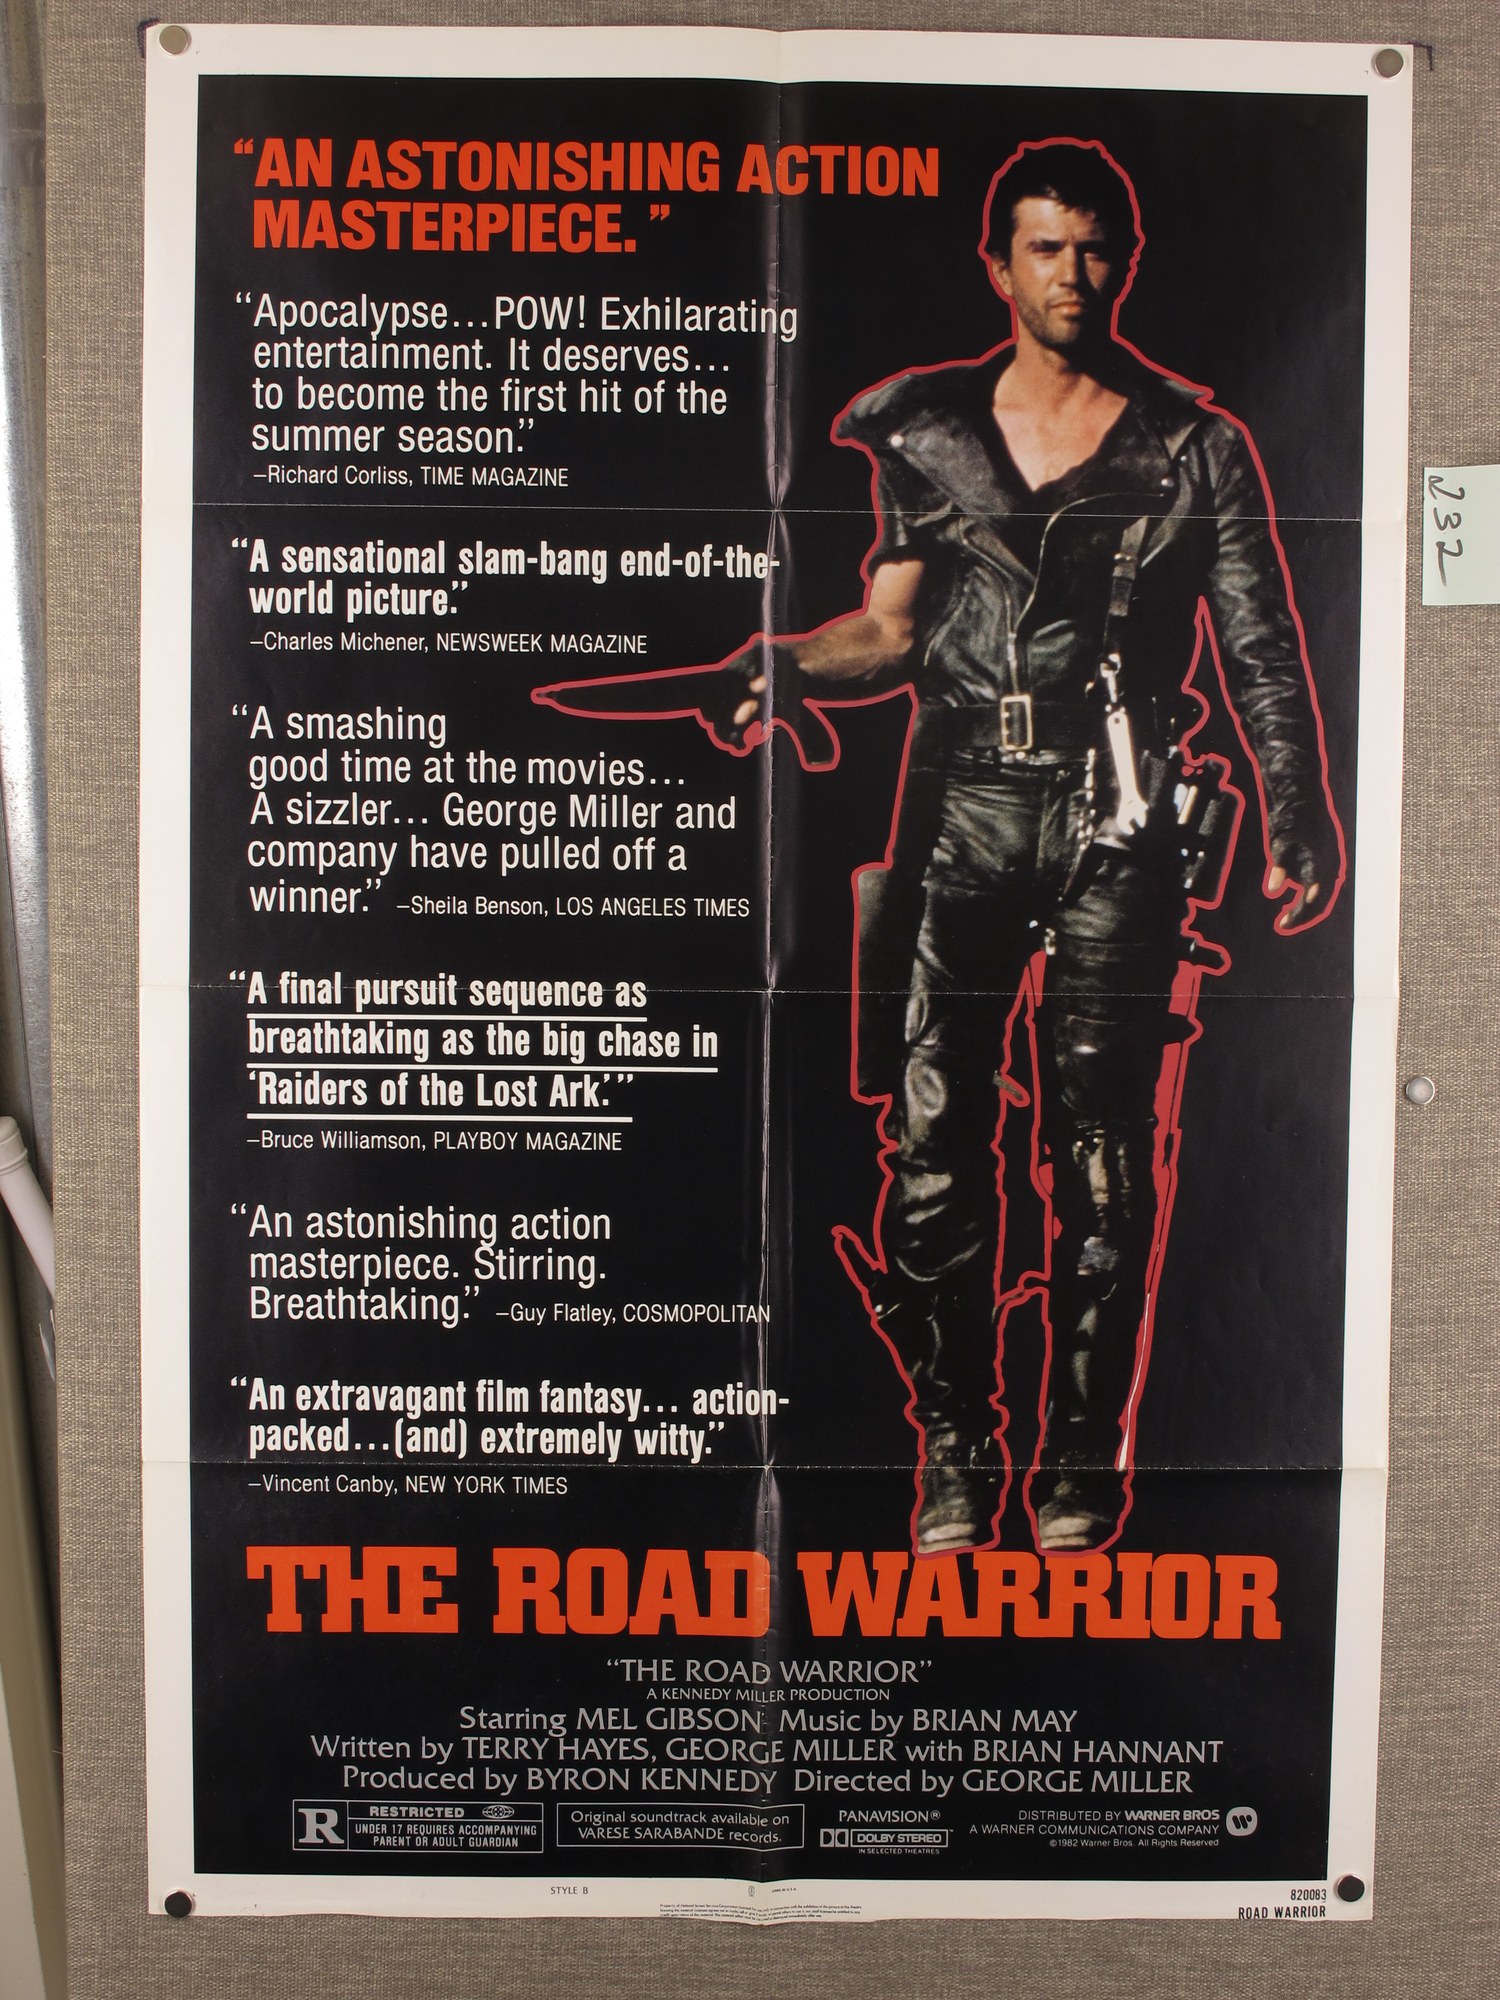 “AN ASTONISHING ACTION
MASTERPIECE.”
“Apocalypse...POW! Exhilarating
entertainment. It deserves...
to become the first hit of the
summer season.”
–Richard Corliss, TIME MAGAZINE
“A sensational slam-bang end-of-the-
world picture.”
–Charles Michener, NEWSWEEK MAGAZINE
“A smashing
good time at the movies...
A sizzler... George Miller and
company have pulled off a
winner.” –Sheila Benson, LOS ANGELES TIMES
“A final pursuit sequence as
breathtaking as the big chase in
‘Raiders of the Lost Ark.’”
–Bruce Williamson, PLAYBOY MAGAZINE
“An astonishing action
masterpiece. Stirring.
Breathtaking.” –Guy Flatley, COSMOPOLITAN
“An extravagant film fantasy... action-
packed...(and) extremely witty.”
–Vincent Canby, NEW YORK TIMES
THE ROAD WARRIOR
“THE ROAD WARRIOR”
A KENNEDY MILLER PRODUCTION
Starring MEL GIBSON Music by BRIAN MAY
Written by TERRY HAYES, GEORGE MILLER with BRIAN HANNANT
Produced by BYRON KENNEDY Directed by GEORGE MILLER
R RESTRICTED
UNDER 17 REQUIRES ACCOMPANYING
PARENT OR ADULT GUARDIAN
Original soundtrack available on
VARESE SARABANDE records.
PANAVISION®
DOLBY STEREO™
IN SELECTED THEATRES
DISTRIBUTED BY WARNER BROS
A WARNER COMMUNICATIONS COMPANY
©1982 Warner Bros. All Rights Reserved
STYLE B
820083
ROAD WARRIOR
232